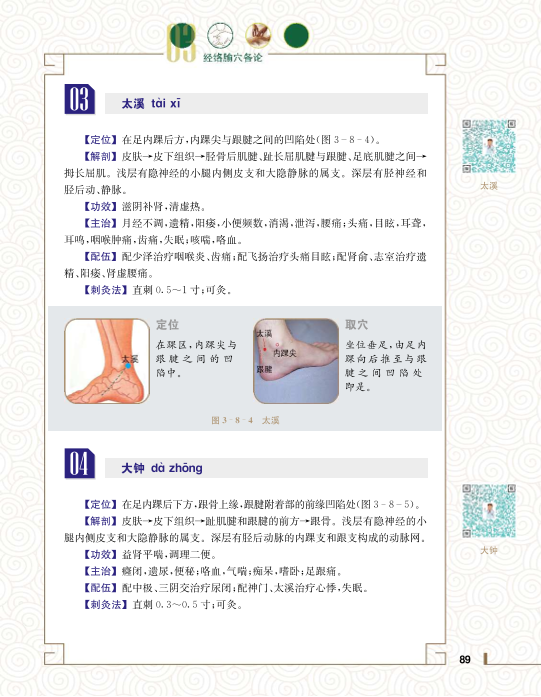 03
经络腧穴各论
03
太溪 tài xī
【定位】在足内踝后方,内踝尖与跟腱之间的凹陷处(图 3-8-4)。
【解剖】皮肤→皮下组织→胫骨后肌腱、趾长屈肌腱与跟腱、足底肌腱之间→
拇长屈肌。浅层有隐神经的小腿内侧皮支和大隐静脉的属支。深层有胫神经和
胫后动、静脉。
【功效】滋阴补肾,清虚热。
【主治】月经不调,遗精,阳痿,小便频数,消渴,泄泻,腰痛;头痛,目眩,耳聋,
耳鸣,咽喉肿痛,齿痛,失眠;咳喘,咯血。
【配伍】配少泽治疗咽喉炎、齿痛;配飞扬治疗头痛目眩;配肾俞、志室治疗遗
精、阳痿、肾虚腰痛。
【刺灸法】直刺 0.5～1 寸;可灸。
太溪
太溪
定位
在踝区,内踝尖与
跟腱之间的凹
陷中。
太溪
内踝尖
跟腱
取穴
坐位垂足,由足内
踝向后推至与跟
腱之间凹陷处
即是。
图 3-8-4 太溪
04
大钟 dà zhōng
【定位】在足内踝后下方,跟骨上缘,跟腱附着部的前缘凹陷处(图 3-8-5)。
【解剖】皮肤→皮下组织→趾肌腱和跟腱的前方→跟骨。浅层有隐神经的小
腿内侧皮支和大隐静脉的属支。深层有胫后动脉的内踝支和跟支构成的动脉网。
【功效】益肾平喘,调理二便。
【主治】癃闭,遗尿,便秘;咯血,气喘;痴呆,嗜卧;足跟痛。
【配伍】配中极、三阴交治疗尿闭;配神门、太溪治疗心悸,失眠。
【刺灸法】直刺 0.3～0.5 寸;可灸。
大钟
89